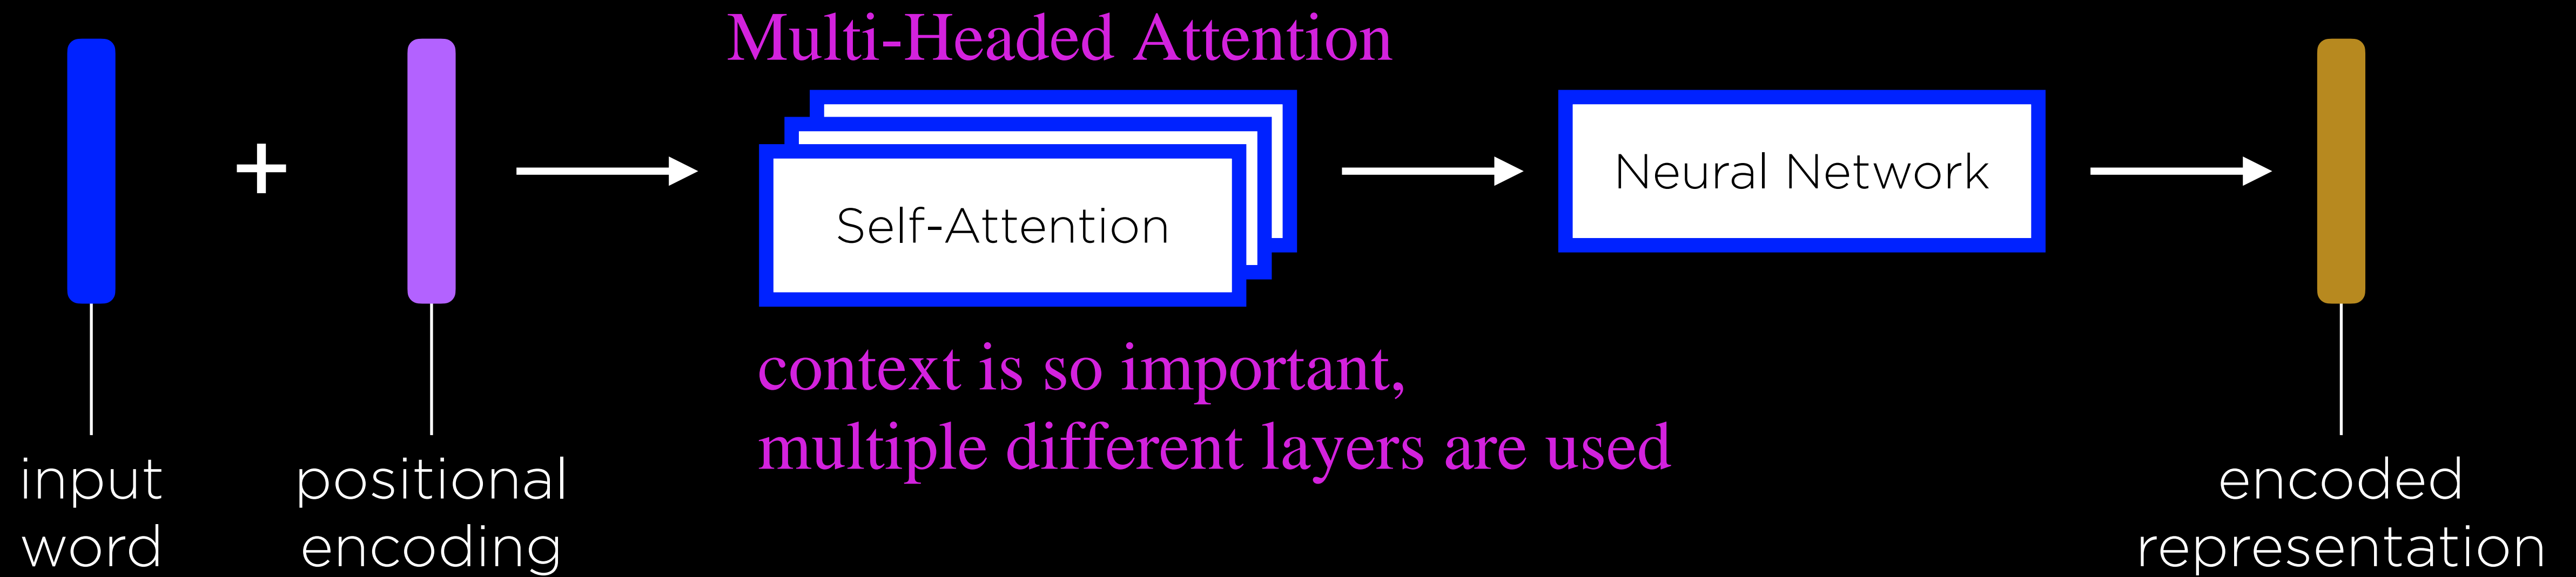 Multi-Headed Attention
+
Self-Attention
Neural Network
context is so important,
multiple different layers are used
input
word
positional
encoding
encoded
representation